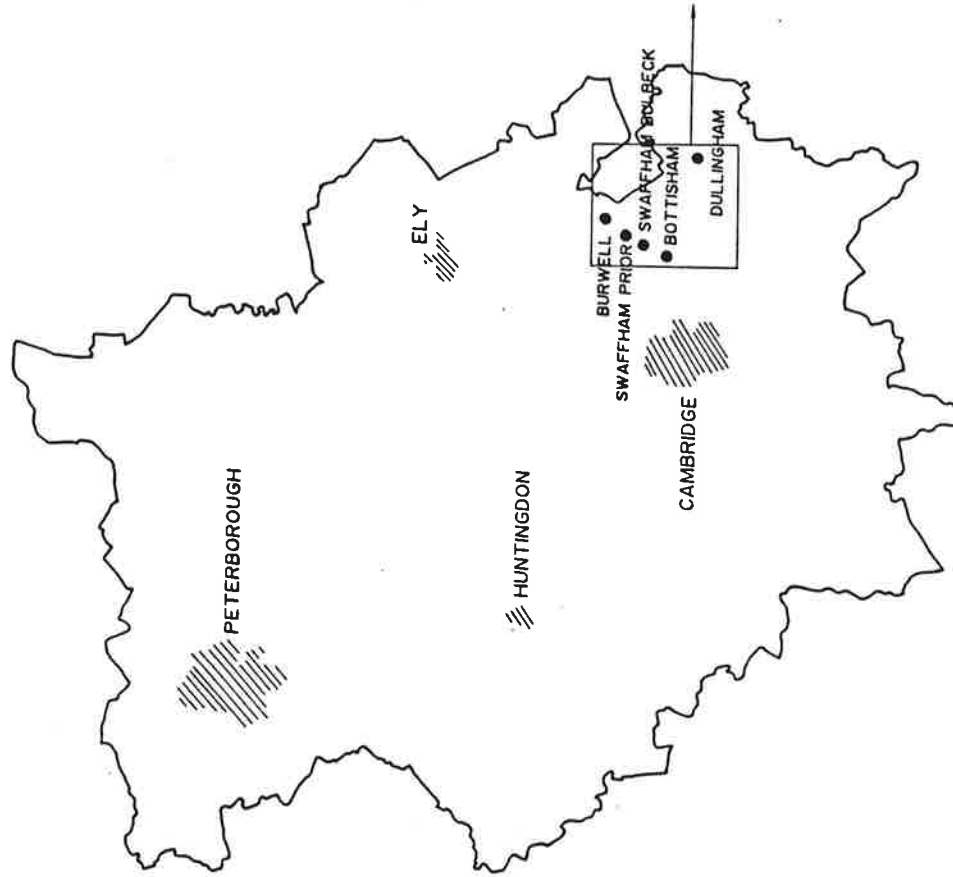 PETERBOROUGH
ELY
HUNTINGDON
BURWELL
SWAFFHAM PRIOR
SWAFFHAM BULBECK
BOTTISHAM
CAMBRIDGE
DULLINGHAM